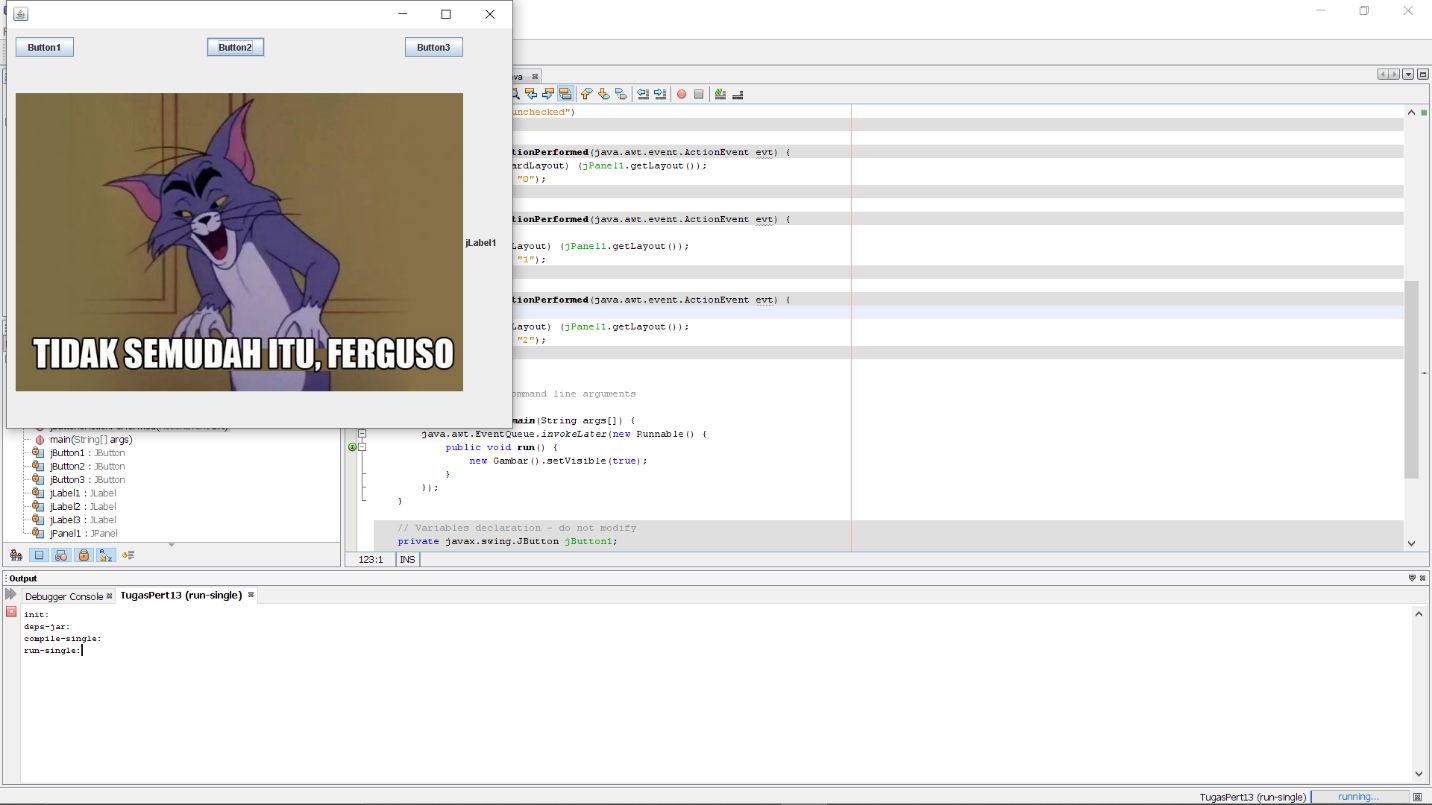 Button1
Button2
Button3
jLabel1
TIDAK SEMUDAH ITU, FERGUSO
unchecked")
tionPerformed(java.awt.event.ActionEvent evt) {
ardLayout) (jPanel1.getLayout());
"0");
tionPerformed(java.awt.event.ActionEvent evt) {
Layout) (jPanel1.getLayout());
"1");
tionPerformed(java.awt.event.ActionEvent evt) {
Layout) (jPanel1.getLayout());
"2");
ommand line arguments
main(String args[]) {
java.awt.EventQueue.invokeLater(new Runnable() {
public void run() {
new Gambar().setVisible(true);
}
});
}
// Variables declaration - do not modify
private javax.swing.JButton jButton1;
main(String[] args)
jButton1 : JButton
jButton2 : JButton
jButton3 : JButton
jLabel1 : JLabel
jLabel2 : JLabel
jLabel3 : JLabel
jPanel1 : JPanel
123:1 INS
Output
Debugger Console
TugasPert13 (run-single)
init:
deps-jar:
compile-single:
run-single:
TugasPert13 (run-single)
running...